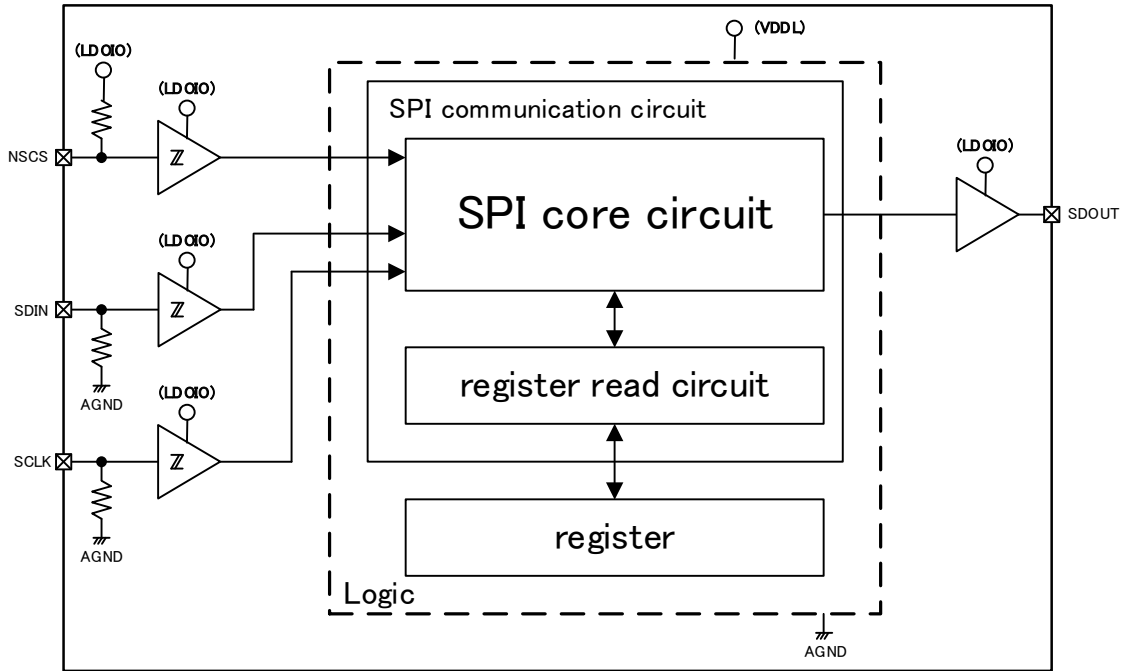 (VDDL)
(LDOIO)
(LDOIO)
SPI communication circuit
NSCS
SPI core circuit
(LDOIO)
SDOUT
(LDOIO)
SDIN
AGND
register read circuit
(LDOIO)
SCLK
AGND
register
Logic
AGND